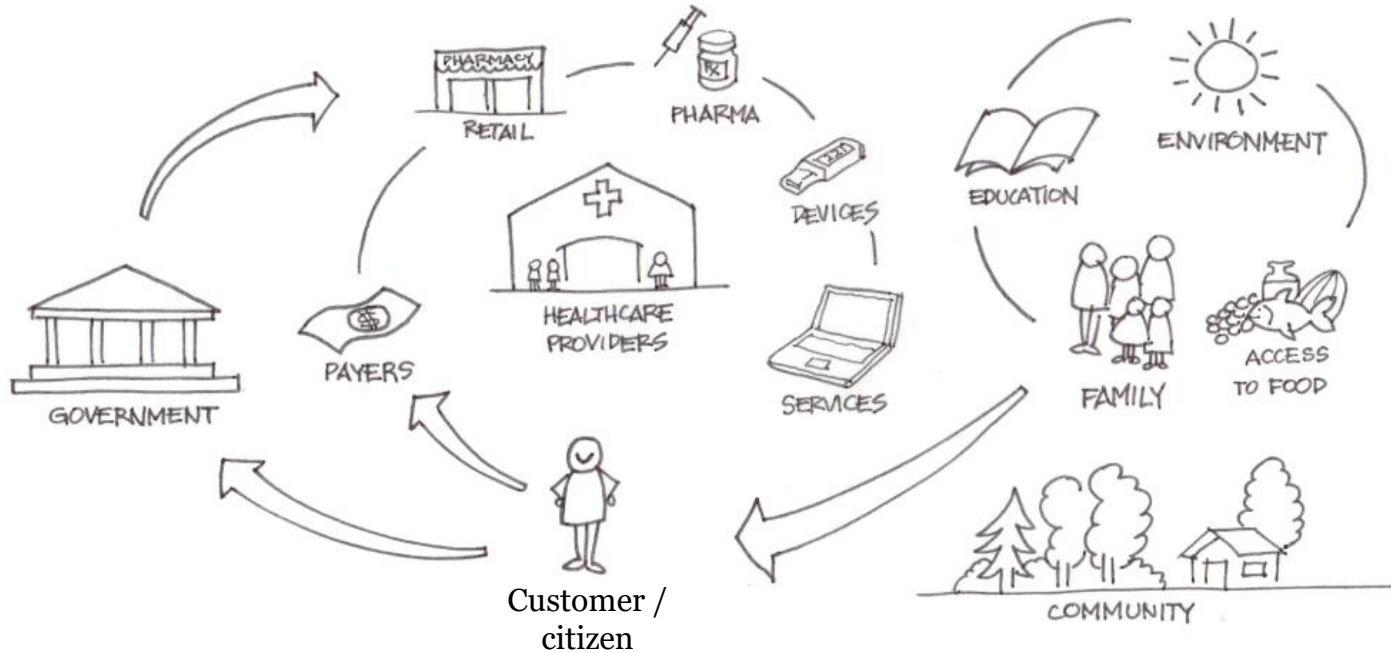 PHARMACY
RETAIL
RX
PHARMA
DEVICES
SERVICES
HEALTHCARE
PROVIDERS
$
PAYERS
GOVERNMENT
Customer /
citizen
ENVIRONMENT
EDUCATION
FAMILY
ACCESS
TO FOOD
COMMUNITY